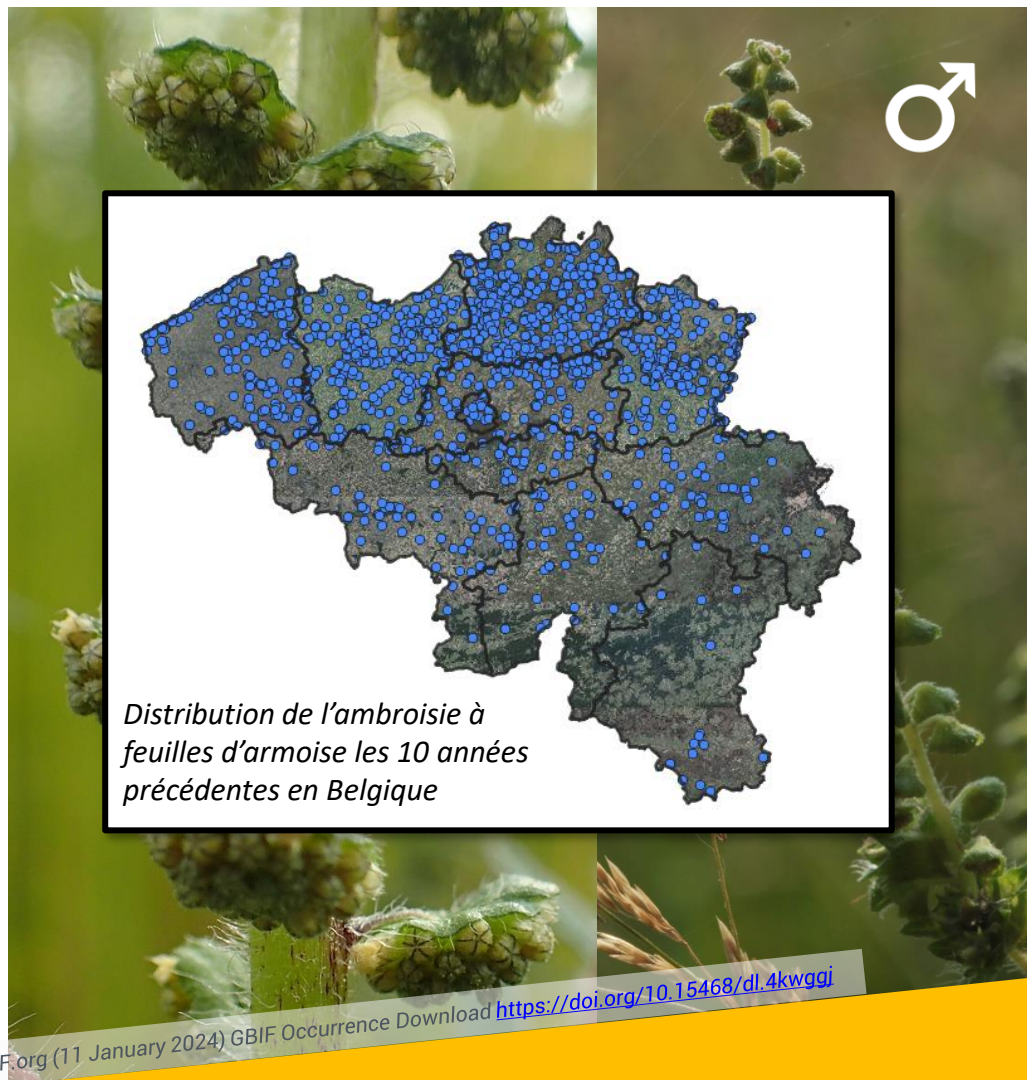 Distribution de l’ambroisie à
feuilles d’armoise les 10 années
précédentes en Belgique
F.org (11 January 2024) GBIF Occurrence Download https://doi.org/10.15468/dl.4kwggj